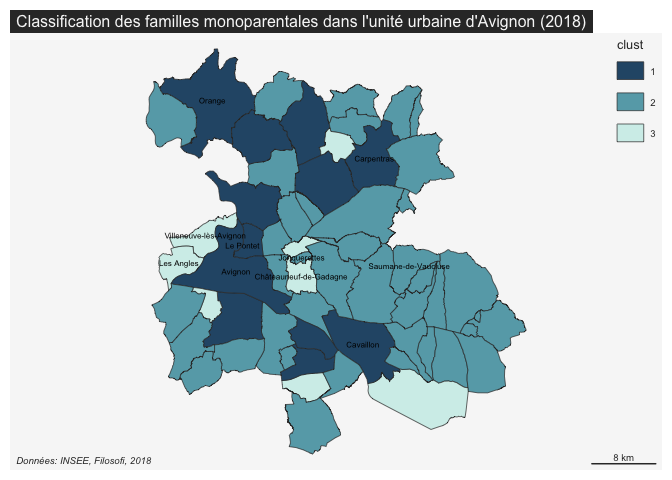 Classification des familles monoparentales dans l'unité urbaine d'Avignon (2018)
clust
1
2
3
Orange
Carpentras
Villeneuve-lès-Avignon
Le Pontet
Les Angles
Avignon
Jonquerettes
Châteauneuf-de-Gadagne
Saumane-de-Vaucluse
Cavaillon
Données: INSEE, Filosofi, 2018
8 km